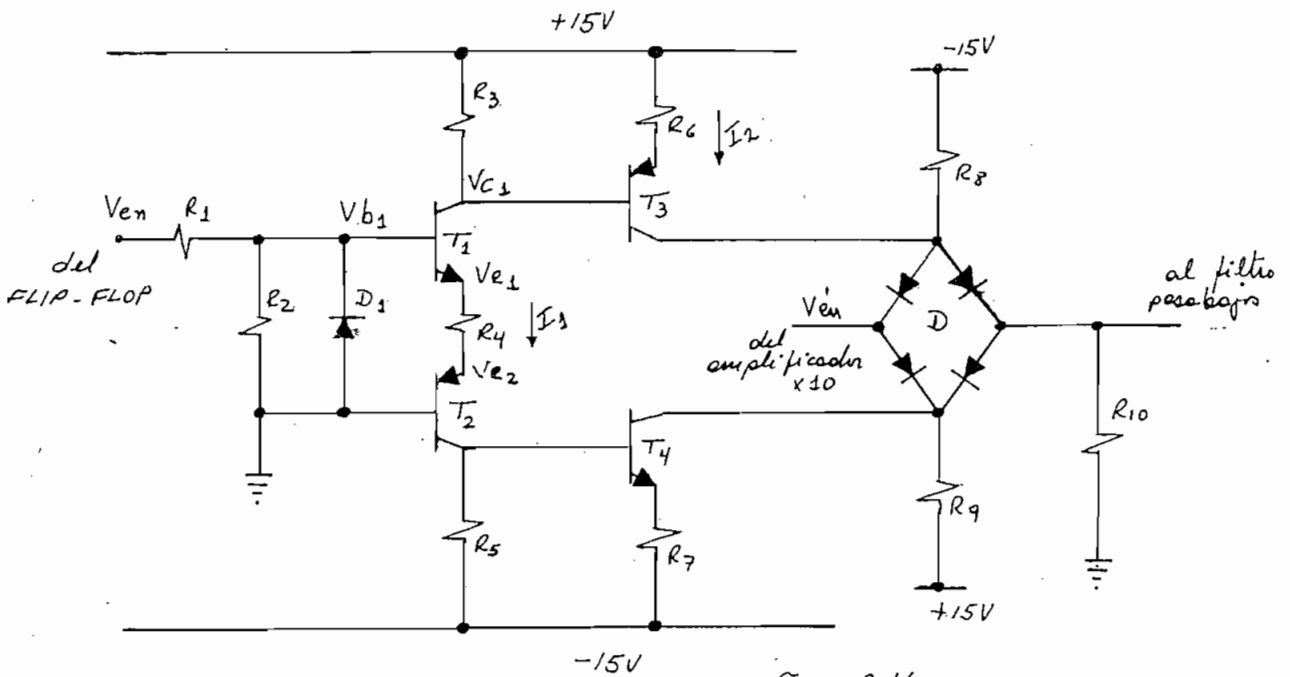 +15V
-15V
R3
R6
I2
R8
Ven
R1
Vb1
VC1
T3
T1
del
FLIP-FLOP
R2
D1
Ve1
R4
I1
Ve2
T2
Vén
del
amplificador
x10
D
al filtro
pasabajos
R10
T4
R5
R7
R9
+15V
-15V